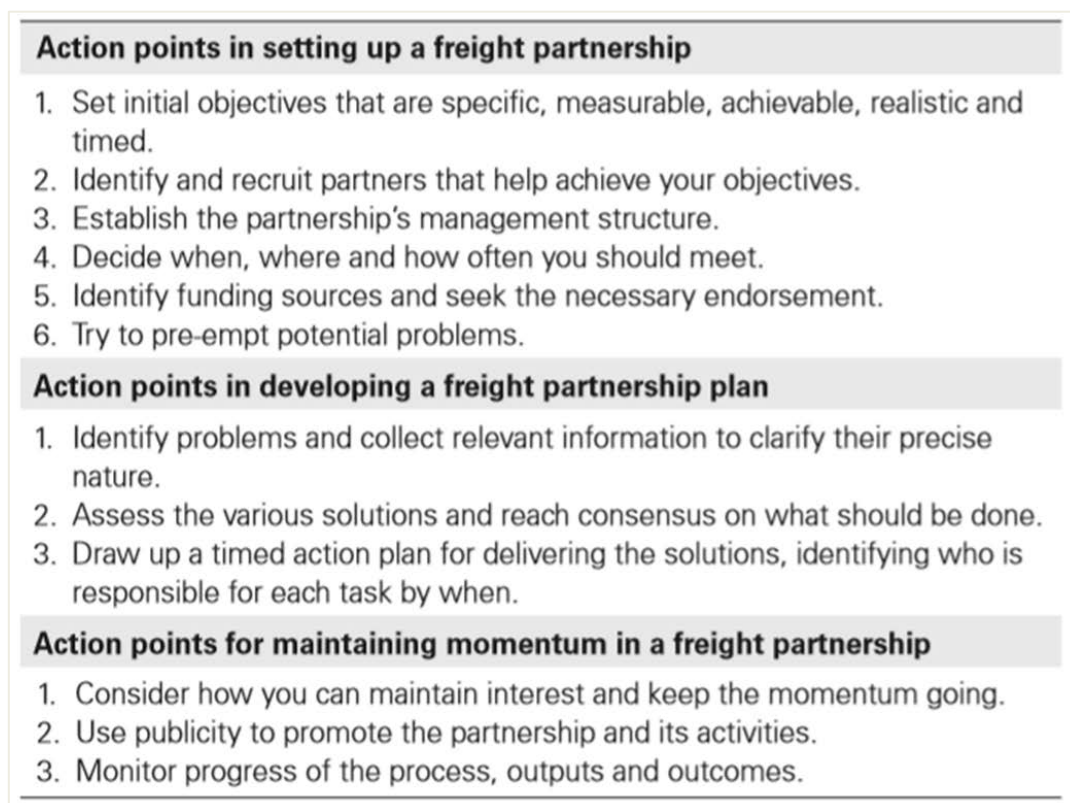 Action points in setting up a freight partnership
1. Set initial objectives that are specific, measurable, achievable, realistic and
timed.
2. Identify and recruit partners that help achieve your objectives.
3. Establish the partnership's management structure.
4. Decide when, where and how often you should meet.
5. Identify funding sources and seek the necessary endorsement.
6. Try to pre-empt potential problems.
Action points in developing a freight partnership plan
1. Identify problems and collect relevant information to clarify their precise
nature.
2. Assess the various solutions and reach consensus on what should be done.
3. Draw up a timed action plan for delivering the solutions, identifying who is
responsible for each task by when.
Action points for maintaining momentum in a freight partnership
1. Consider how you can maintain interest and keep the momentum going.
2. Use publicity to promote the partnership and its activities.
3. Monitor progress of the process, outputs and outcomes.